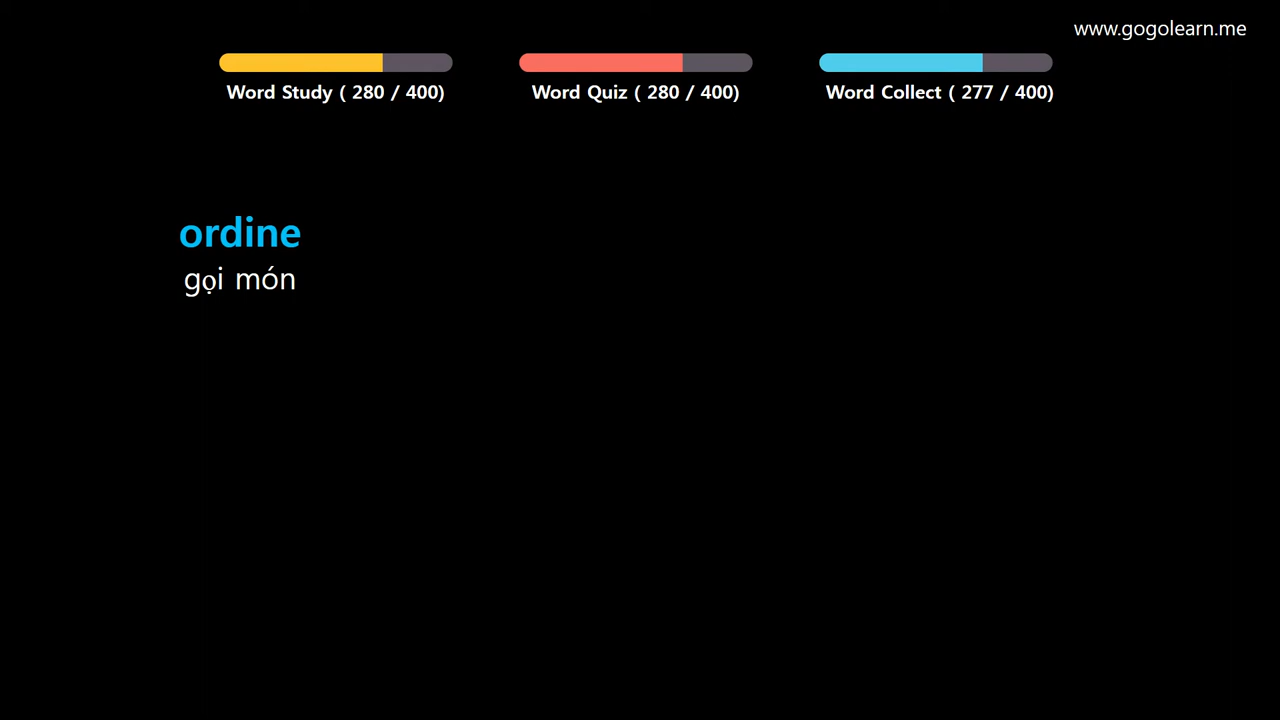 www.gogolearn.me
Word Study ( 280 / 400)
Word Quiz ( 280 / 400)
Word Collect ( 277 / 400)
ordine
gọi món